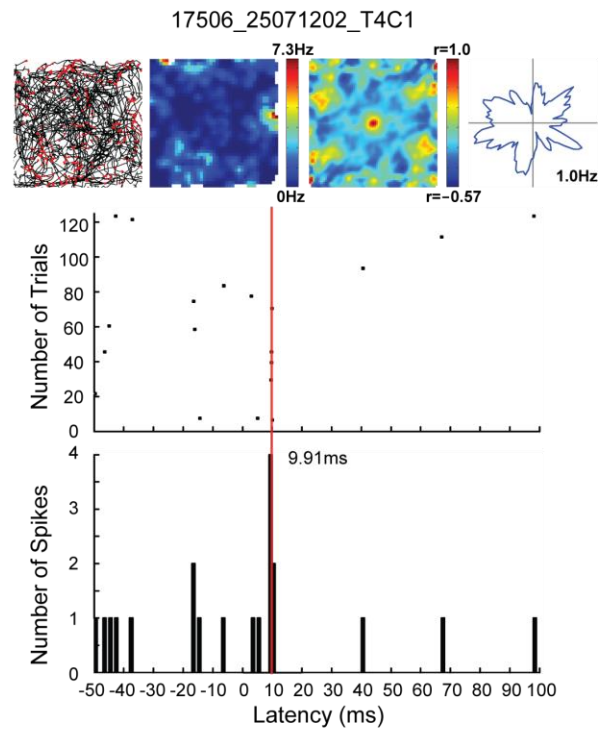 17506_25071202_T4C1
7.3Hz
r=1.0
0Hz
r=−0.57
1.0Hz
120
100
80
60
40
20
0
Number of Trials
9.91ms
4
3
2
1
0
Number of Spikes
-50 -40 -30 -20 -10 0 10 20 30 40 50 60 70 80 90 100
Latency (ms)